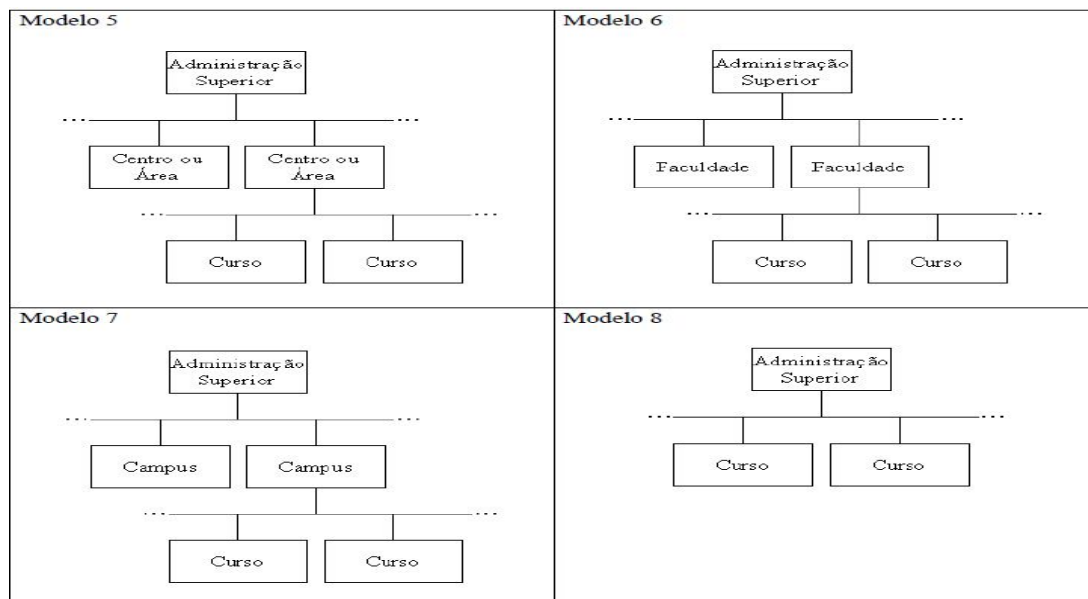 Modelo 5
Administração
Superior
... ...
Centro ou
Área
Centro ou
Área
... ...
Curso
Curso
Modelo 6
Administração
Superior
... ...
Faculdade
Faculdade
... ...
Curso
Curso
Modelo 7
Administração
Superior
... ...
Campus
Campus
... ...
Curso
Curso
Modelo 8
Administração
Superior
... ...
Curso
Curso